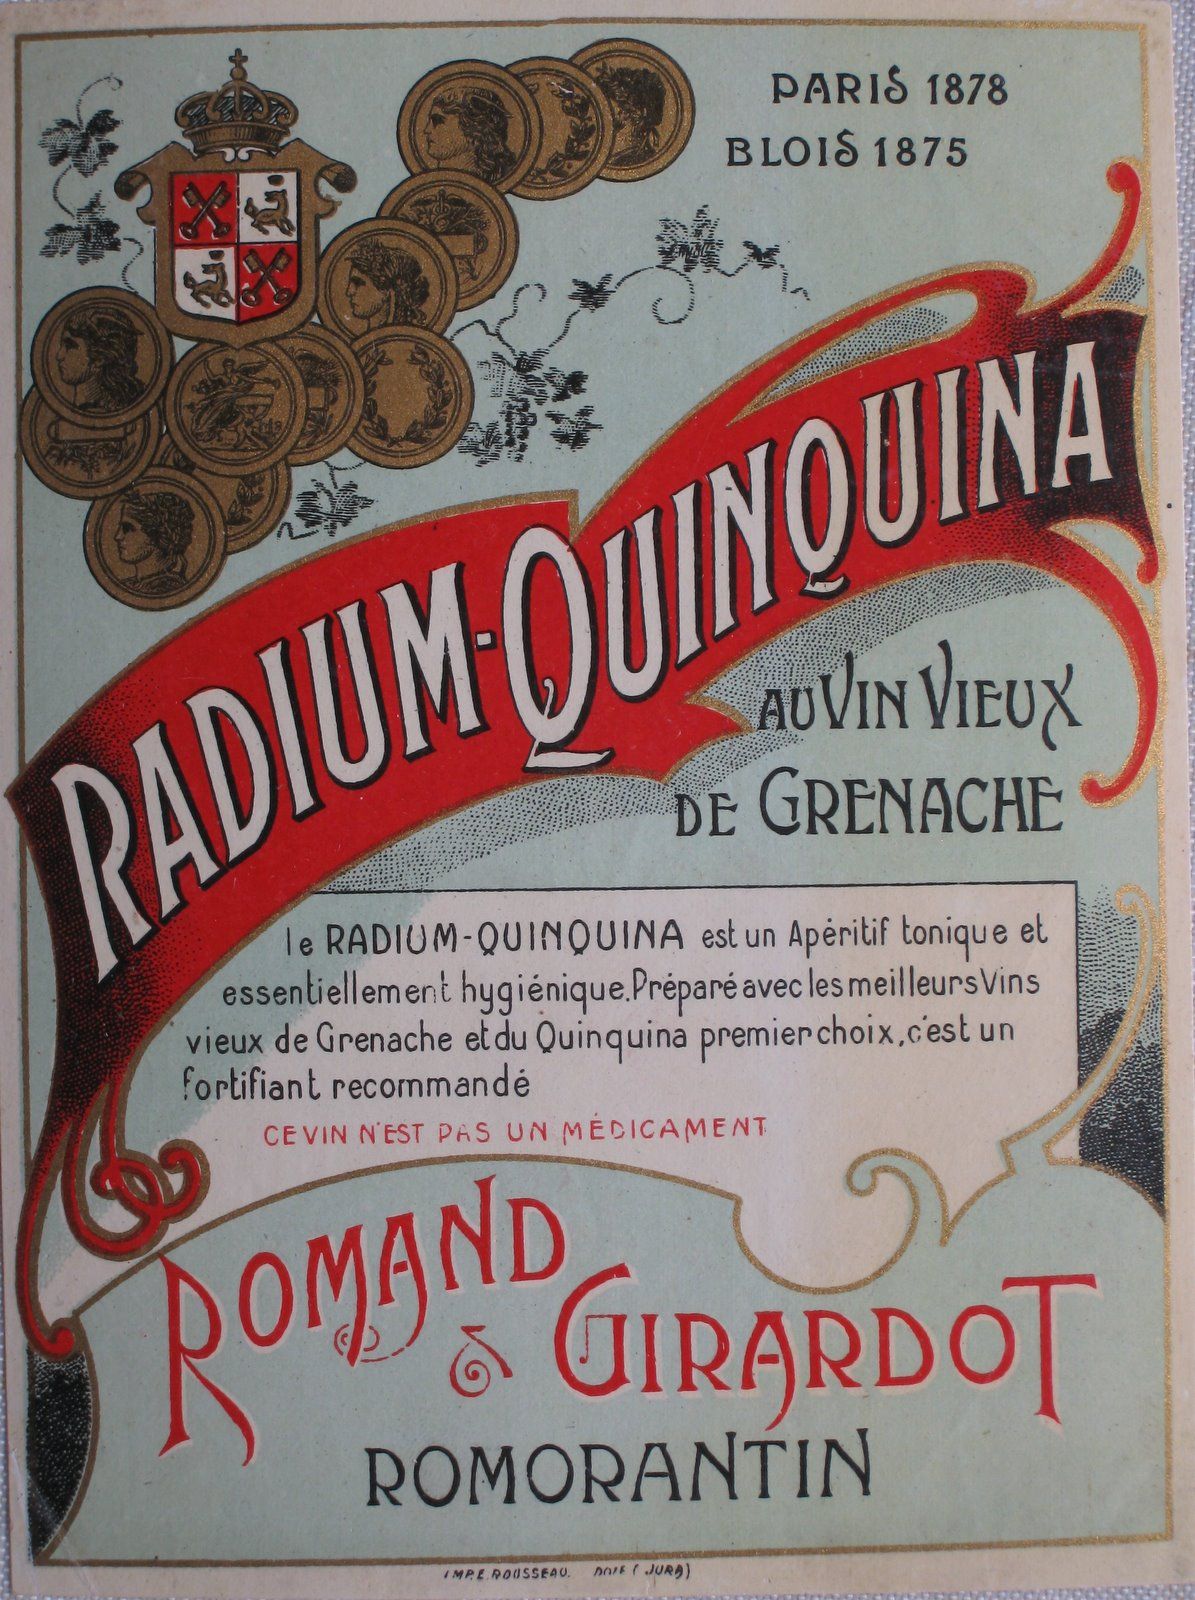 PARIS 1878
BLOIS 1875
RADIUM-QUINQUINA
AU VIN VIEUX
DE GRENACHE
le RADIUM-QUINQUINA est un Apéritif tonique et
essentiellement hygiénique. Préparé avec les meilleurs Vins
vieux de Grenache et du Quinquina premier choix, c'est un
fortifiant recommandé
CE VIN N'EST PAS UN MÉDICAMENT
ROMAND
& GIRARDOT
ROMORANTIN
IMP. E. ROUSSEAU. DOLE (JURA)